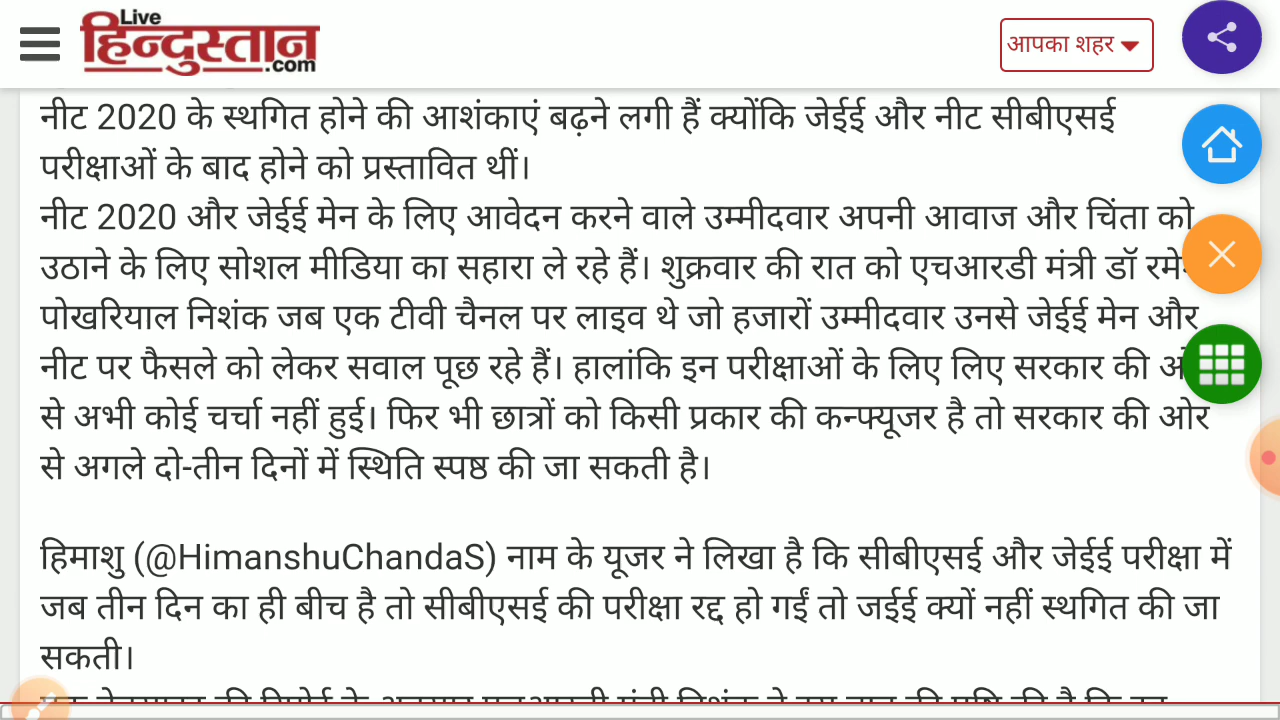 Live
हिन्दुस्तान
.com
आपका शहर
नीट 2020 के स्थगित होने की आशंकाएं बढ़ने लगी हैं क्योंकि जेईई और नीट सीबीएसई
परीक्षाओं के बाद होने को प्रस्तावित थीं।
नीट 2020 और जेईई मेन के लिए आवेदन करने वाले उम्मीदवार अपनी आवाज और चिंता को
उठाने के लिए सोशल मीडिया का सहारा ले रहे हैं। शुक्रवार की रात को एचआरडी मंत्री डॉ
पोखरियाल निशंक जब एक टीवी चैनल पर लाइव थे जो हजारों उम्मीदवार उनसे जेईई मेन और
नीट पर फैसले को लेकर सवाल पूछ रहे हैं। हालांकि इन परीक्षाओं के लिए लिए सरकार की
से अभी कोई चर्चा नहीं हुई। फिर भी छात्रों को किसी प्रकार की कन्फ्यूजर है तो सरकार की ओर
से अगले दो-तीन दिनों में स्थिति स्पष्ठ की जा सकती है।
हिमाशु (@HimanshuChandaS) नाम के यूजर ने लिखा है कि सीबीएसई और जेईई परीक्षा में
जब तीन दिन का ही बीच है तो सीबीएसई की परीक्षा रद्द हो गईं तो जईई क्यों नहीं स्थगित की जा
सकती।